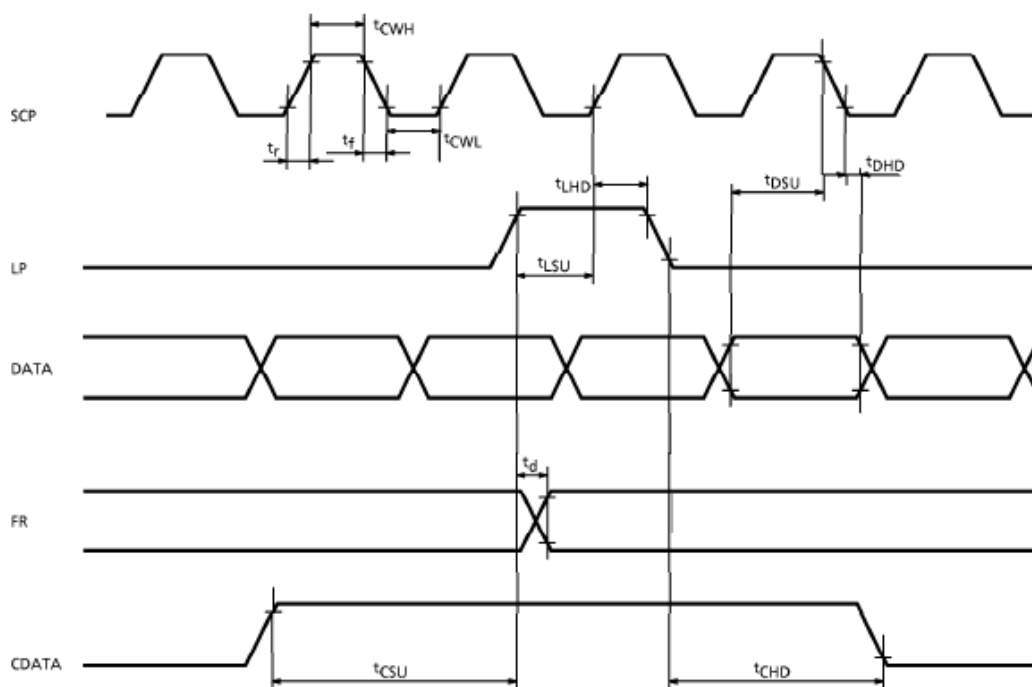 tCWH
SCP
tr
tf
tCWL
tLHD
tDSU
tDHD
LP
tLSU
DATA
td
FR
CDATA
tCSU
tCHD